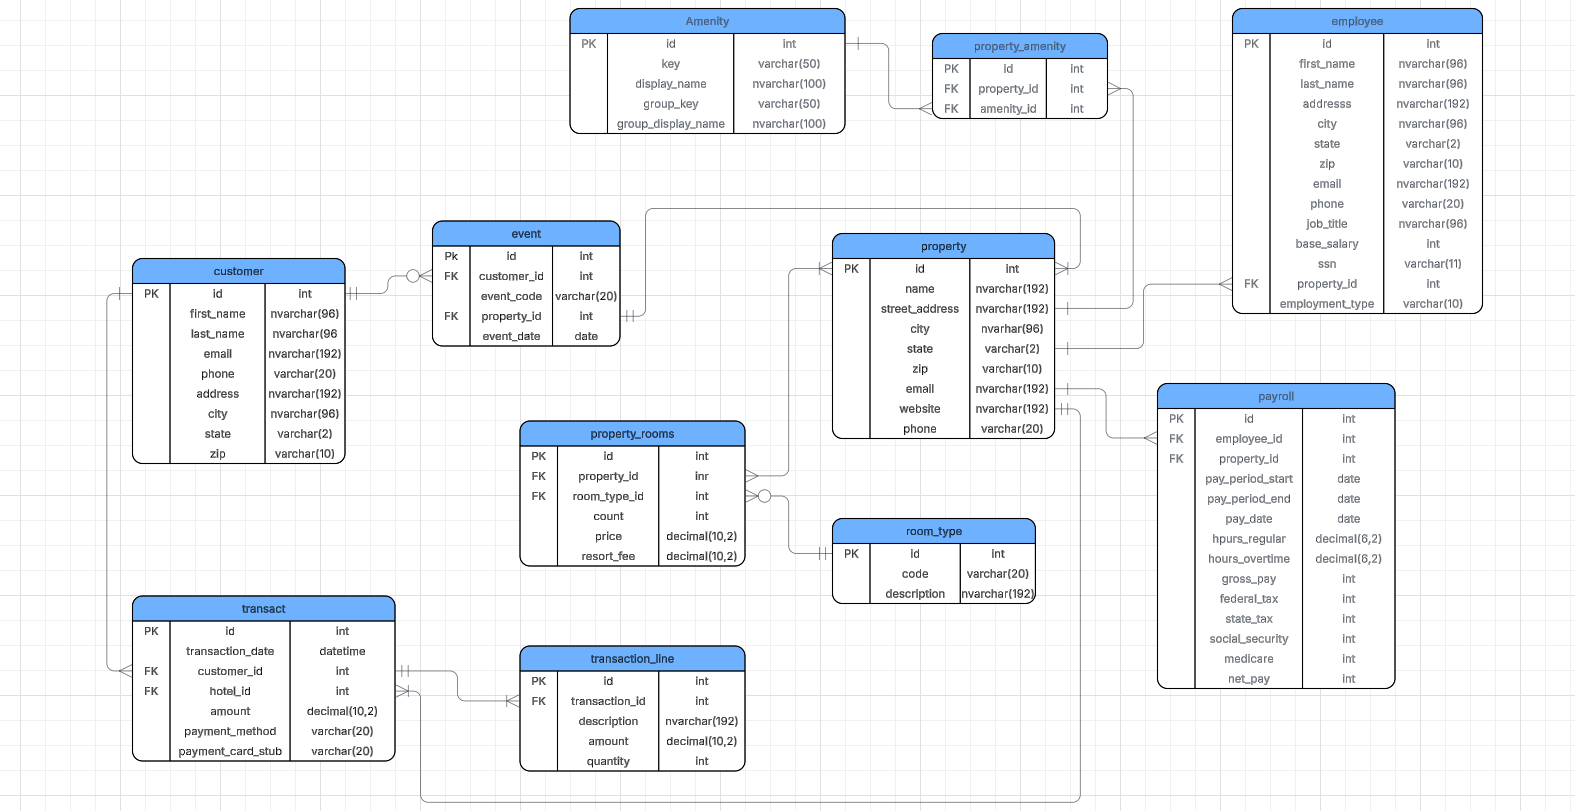 Amenity
PK id int
key varchar(50)
display_name nvarchar(100)
group_key varchar(50)
group_display_name nvarchar(100)
property_amenity
PK id int
FK property_id int
FK amenity_id int
employee
PK id int
first_name nvarchar(96)
last_name nvarchar(96)
addresss nvarchar(192)
city nvarchar(96)
state varchar(2)
zip varchar(10)
email nvarchar(192)
phone varchar(20)
job_title nvarchar(96)
base_salary int
ssn varchar(11)
FK property_id int
employment_type varchar(10)
event
Pk id int
FK customer_id int
event_code varchar(20)
FK property_id int
event_date date
property
PK id int
name nvarchar(192)
street_address nvarchar(192)
city nvarbar(96)
state varchar(2)
zip varchar(10)
email nvarchar(192)
website nvarchar(192)
phone varchar(20)
customer
PK id int
first_name nvarchar(96)
last_name nvarchar(96
email nvarchar(192)
phone varchar(20)
address nvarchar(192)
city nvarchar(96)
state varchar(2)
zip varchar(10)
payroll
PK id int
FK employee_id int
FK property_id int
pay_period_start date
pay_period_end date
pay_date date
hpurs_regular decimal(6,2)
hours_overtime decimal(6,2)
gross_pay int
federal_tax int
state_tax int
social_security int
medicare int
net_pay int
property_rooms
PK id int
FK property_id inr
FK room_type_id int
count int
price decimal(10,2)
resort_fee decimal(10,2)
room_type
PK id int
code varchar(20)
description nvarchar(192)
transact
PK id int
transaction_date datetime
FK customer_id int
FK hotel_id int
amount decimal(10,2)
payment_method varchar(20)
payment_card_stub varchar(20)
transaction_line
PK id int
FK transaction_id int
description nvarchar(192)
amount decimal(10,2)
quantity int